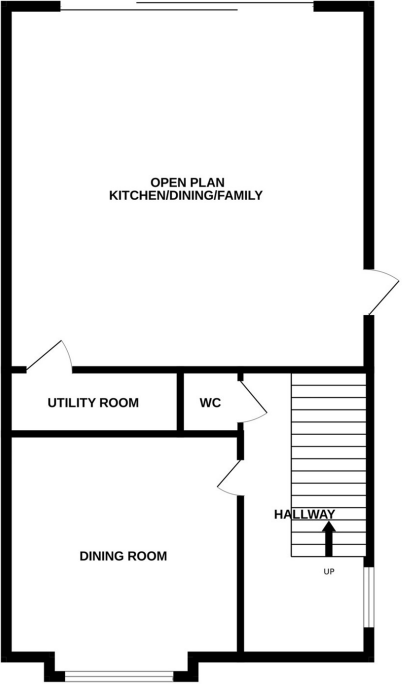 OPEN PLAN
KITCHEN/DINING/FAMILY
UTILITY ROOM
WC
HALLWAY
DINING ROOM
UP